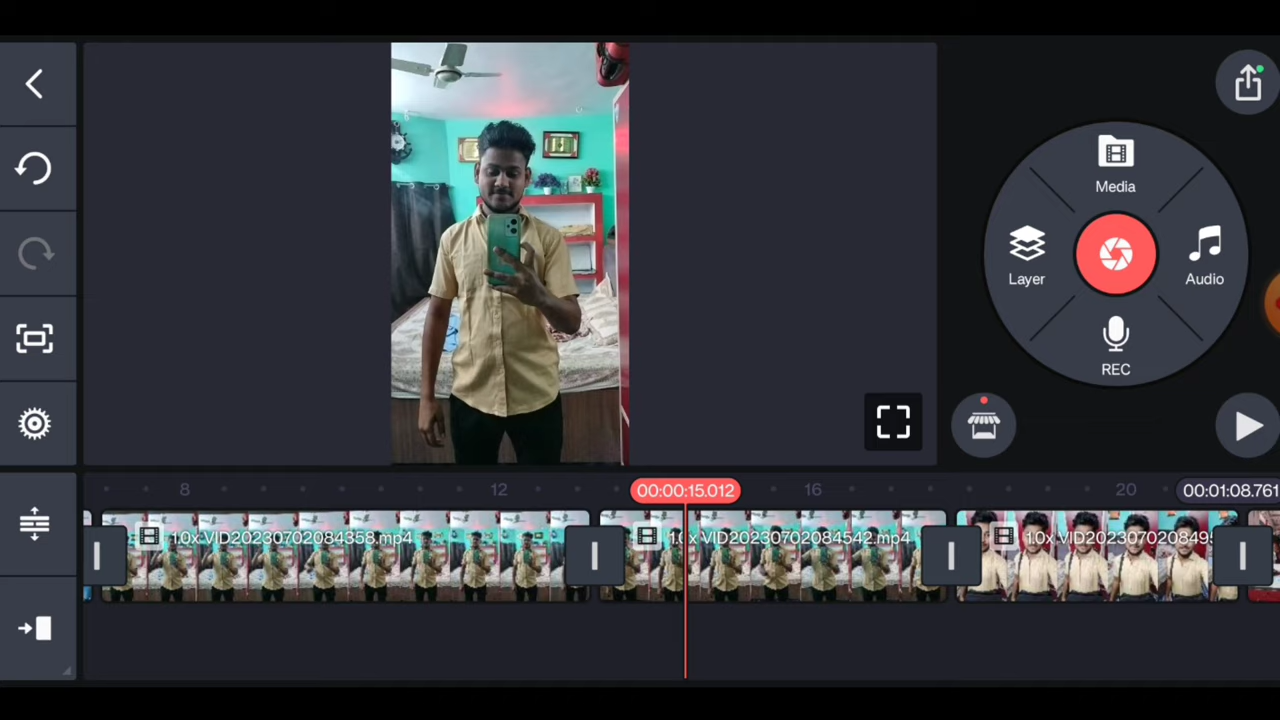 Media
Layer
Audio
REC
8
12
00:00:15.012
16
20
00:01:08.761
1.0x VID20230702084358.mp4
1.0x VID20230702084542.mp4
1.0x VID202307020849